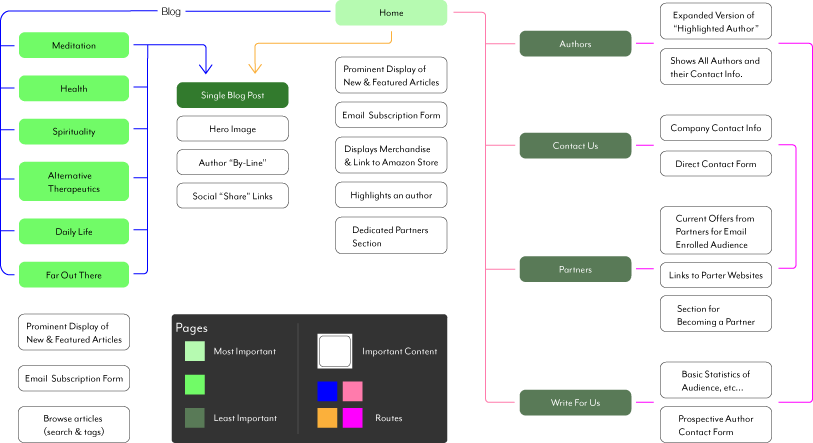 Blog
Home
Meditation
Health
Spirituality
Alternative
Therapeutics
Daily Life
Far Out There
Prominent Display of
New & Featured Articles
Email Subscription Form
Browse articles
(search & tags)
Single Blog Post
Hero Image
Author “By-Line”
Social “Share” Links
Prominent Display of
New & Featured Articles
Email Subscription Form
Displays Merchandise
& Link to Amazon Store
Highlights an author
Dedicated Partners
Section
Pages
Most Important
Least Important
Important Content
Routes
Authors
Expanded Version of
“Highlighted Author”
Shows All Authors and
their Contact Info.
Contact Us
Company Contact Info
Direct Contact Form
Partners
Current Offers from
Partners for Email
Enrolled Audience
Links to Parter Websites
Section for
Becoming a Partner
Write For Us
Basic Statistics of
Audience, etc...
Prospective Author
Contact Form